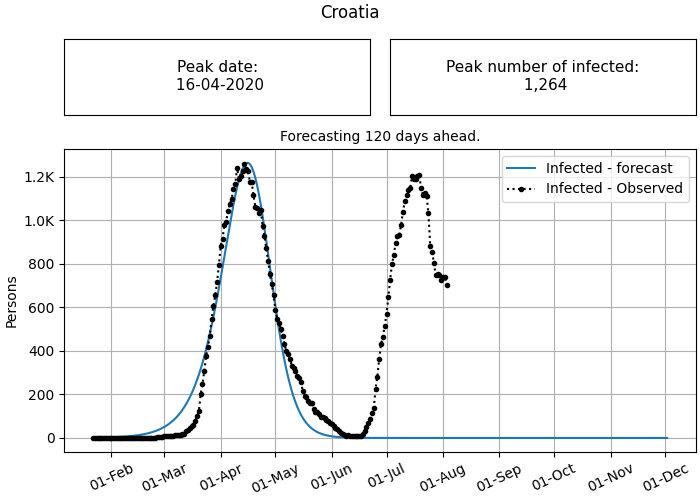 Croatia
Peak date:
16-04-2020
Peak number of infected:
1,264
Forecasting 120 days ahead.
Infected - forecast
Infected - Observed
Persons
1.2K
1.0K
800
600
400
200
0
01-Feb
01-Mar
01-Apr
01-May
01-Jun
01-Jul
01-Aug
01-Sep
01-Oct
01-Nov
01-Dec